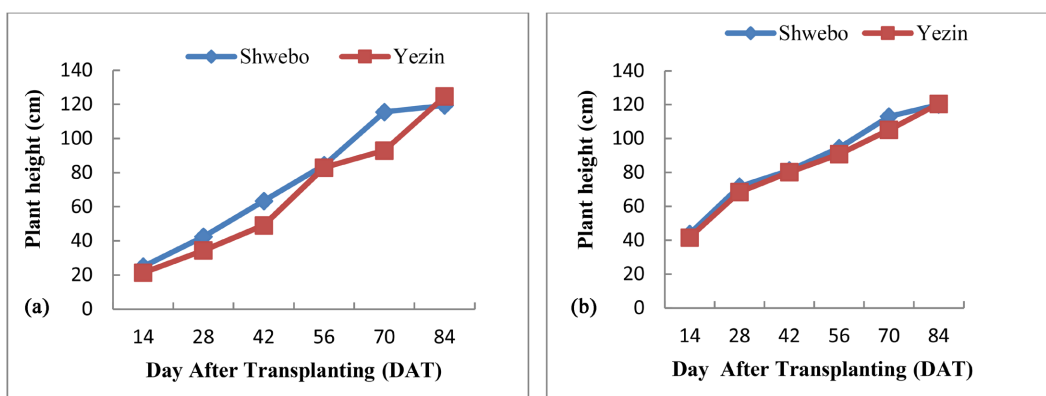 Shwebo Yezin
140
120
100
80
60
40
20
0
Plant height (cm)
(a)
14 28 42 56 70 84
Day After Transplanting (DAT)
Shwebo Yezin
140
120
100
80
60
40
20
0
Plant height (cm)
(b)
14 28 42 56 70 84
Day After Transplanting (DAT)